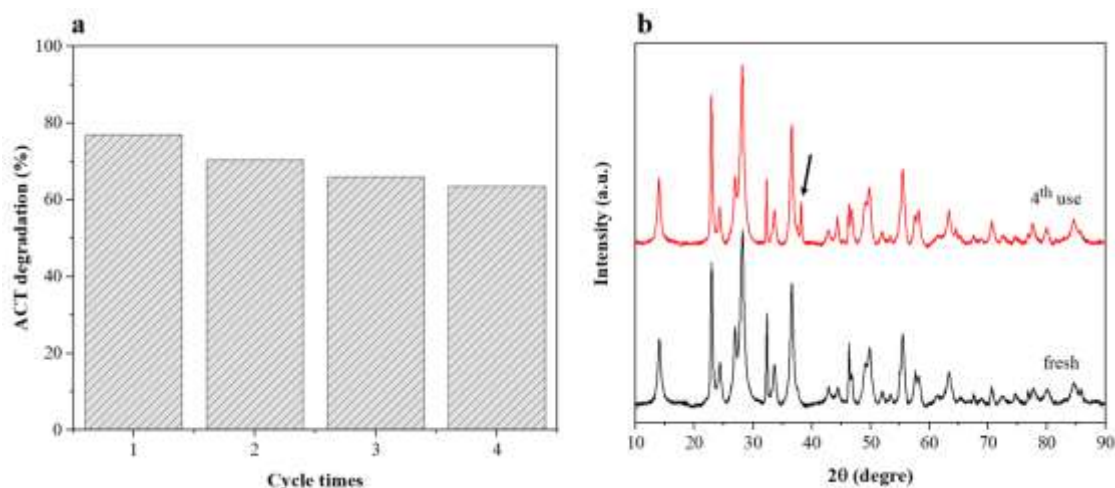 a
100
80
60
40
20
0
ACT degradation (%)
1 2 3 4
Cycle times
b
Intensity (a.u.)
4th use
fresh
10 20 30 40 50 60 70 80 90
2θ (degre)